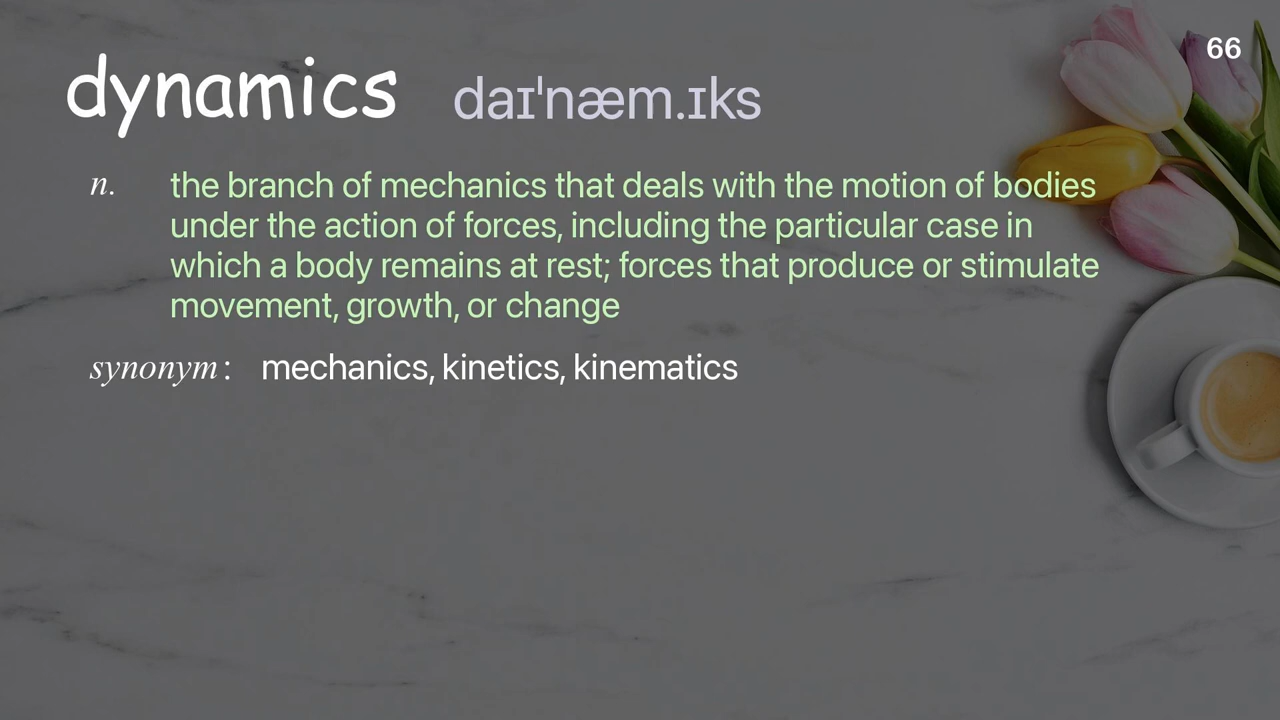 66
dynamics daɪˈnæm.ɪks
n. the branch of mechanics that deals with the motion of bodies
under the action of forces, including the particular case in
which a body remains at rest; forces that produce or stimulate
movement, growth, or change
synonym: mechanics, kinetics, kinematics